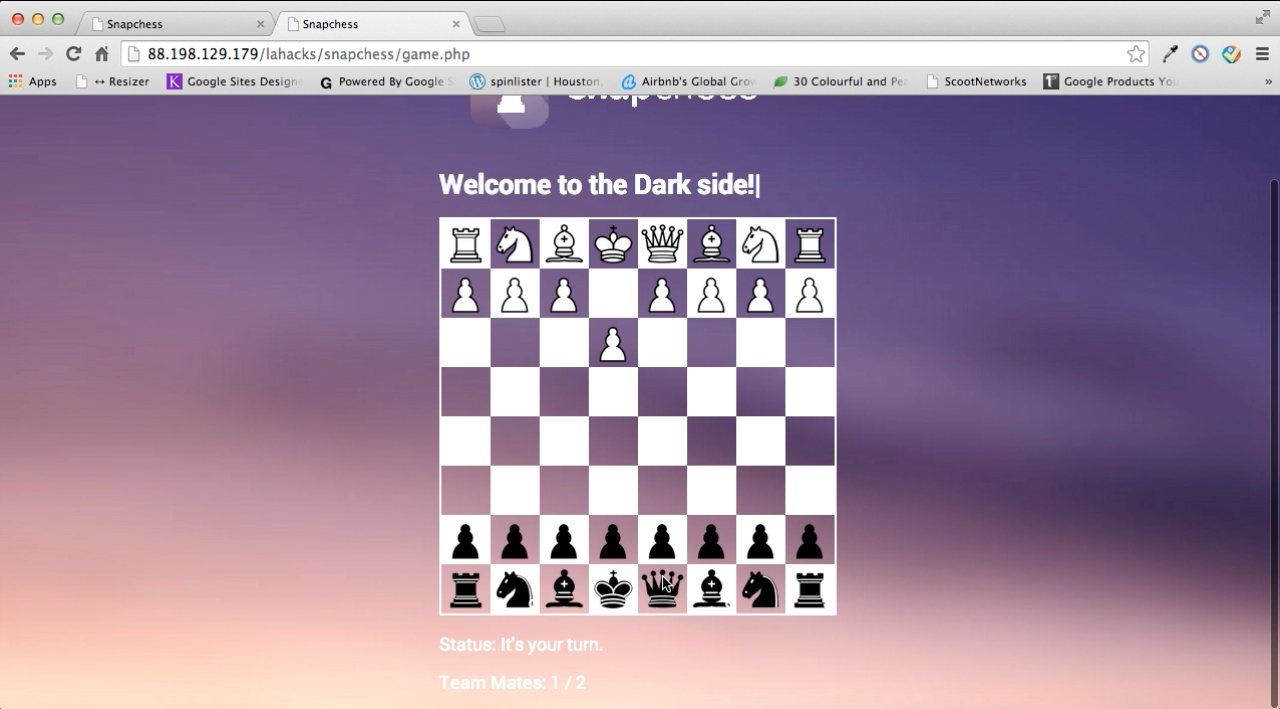 Snapchess
Snapchess
88.198.129.179/lahacks/snapchess/game.php
Apps
↔ Resizer
K Google Sites Design
G Powered By Google S
spinlister | Houston,
Airbnb's Global Grow
30 Colourful and Pe
ScootNetworks
1 Google Products You
»
Snapchess
Welcome to the Dark side!|
Status: It's your turn.
Team Mates: 1 / 2